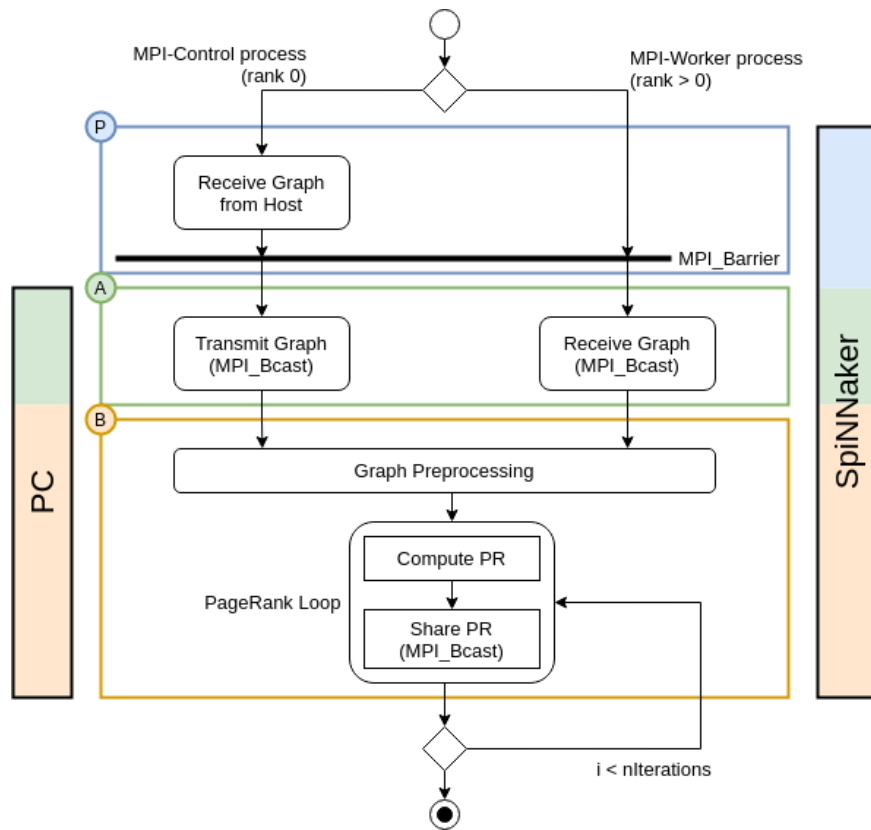 MPI-Control process
(rank 0)
MPI-Worker process
(rank > 0)
P
Receive Graph
from Host
MPI_Barrier
A
Transmit Graph
(MPI_Bcast)
Receive Graph
(MPI_Bcast)
B
Graph Preprocessing
Compute PR
PageRank Loop
Share PR
(MPI_Bcast)
i < nIterations
PC
SpiNNaker